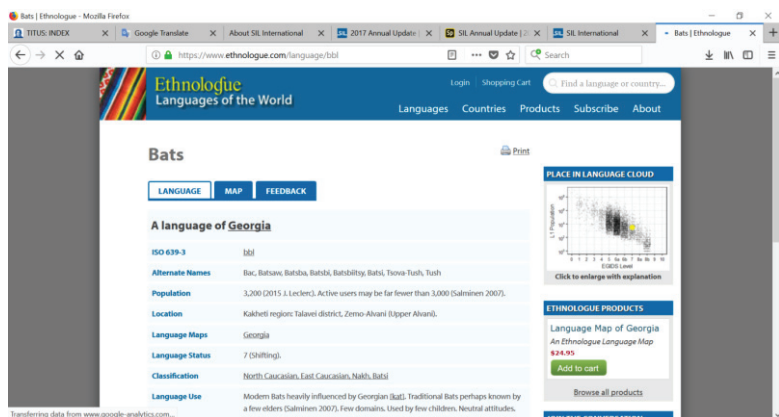 Bats | Ethnologue - Mozilla Firefox
TITUS: INDEX
Google Translate
About SIL International
2017 Annual Update
SIL Annual Update | 2
SIL International
Bats | Ethnologue
https://www.ethnologue.com/language/bbl
Search
Ethnologue
Languages of the World
Login
Shopping Cart
Find a language or country...
Languages Countries Products Subscribe About
Bats
Print
LANGUAGE MAP FEEDBACK
A language of Georgia
ISO 639-3 bbl
Alternate Names Bac, Batsaw, Batsba, Batsbi, Batsbiitsy, Batsi, Tsova-Tush, Tush
Population 3,200 (2015 J. Leclerc). Active users may be far fewer than 3,000 (Salminen 2007).
Location Kakheti region: Talavei district, Zemo-Alvani (Upper Alvani).
Language Maps Georgia
Language Status 7 (Shifting).
Classification North Caucasian, East Caucasian, Nakh, Batsi
Language Use Modern Bats heavily influenced by Georgian [kat]. Traditional Bats perhaps known by
a few elders (Salminen 2007). Few domains. Used by few children. Neutral attitudes.
PLACE IN LANGUAGE CLOUD
L1 Population
EGIDS Level
Click to enlarge with explanation
ETHNOLOGUE PRODUCTS
Language Map of Georgia
An Ethnologue Language Map
$24.95
Add to cart
Browse all products
Transferring data from www.google-analytics.com...